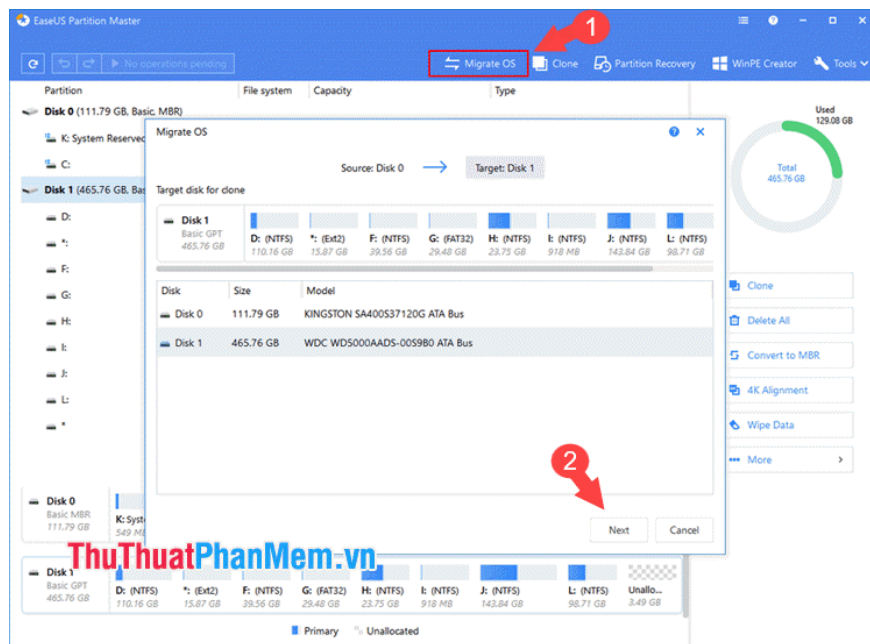 EaseUS Partition Master
1
No operations pending
Migrate OS Clone Partition Recovery WinPE Creator Tools
Partition File system Capacity Type
Disk 0 (111.79 GB, Basic, MBR)
K: System Reserved
C:
Disk 1 (465.76 GB, Bas
D:
*:
F:
G:
H:
I:
J:
L:
*
Migrate OS
Source: Disk 0 Target: Disk 1
Target disk for clone
Disk 1
Basic GPT
465.76 GB
D: (NTFS) *: (Ext2) F: (NTFS) G: (FAT32) H: (NTFS) I: (NTFS) J: (NTFS) L: (NTFS)
110.16 GB 15.87 GB 39.56 GB 29.48 GB 23.75 GB 918 MB 143.84 GB 98.71 GB
Disk Size Model
Disk 0 111.79 GB KINGSTON SA400S37120G ATA Bus
Disk 1 465.76 GB WDC WD5000AADS-00S9B0 ATA Bus
2
Next Cancel
Used
129.08 GB
Total
465.76 GB
Clone
Delete All
Convert to MBR
4K Alignment
Wipe Data
More
Disk 0
Basic MBR
111.79 GB
K: Syst
549 MB
ThuThuatPhanMem.vn
Disk 1
Basic GPT
465.76 GB
D: (NTFS) *: (Ext2) F: (NTFS) G: (FAT32) H: (NTFS) I: (NTFS) J: (NTFS) L: (NTFS) Unallo...
110.16 GB 15.87 GB 39.56 GB 29.48 GB 23.75 GB 918 MB 143.84 GB 98.71 GB 3.49 GB
Primary Unallocated